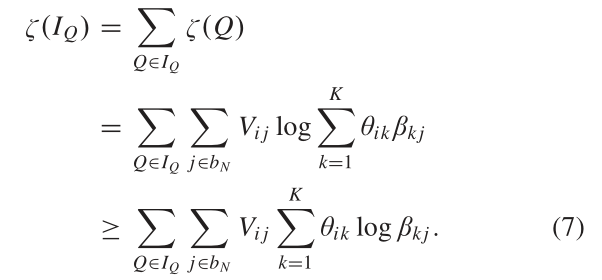 ζ(I_Q) = ∑_{Q∈I_Q} ζ(Q)
= ∑_{Q∈I_Q} ∑_{j∈b_N} V_{ij} log ∑_{k=1}^{K} θ_{ik} β_{kj}
≥ ∑_{Q∈I_Q} ∑_{j∈b_N} V_{ij} ∑_{k=1}^{K} θ_{ik} log β_{kj}. (7)